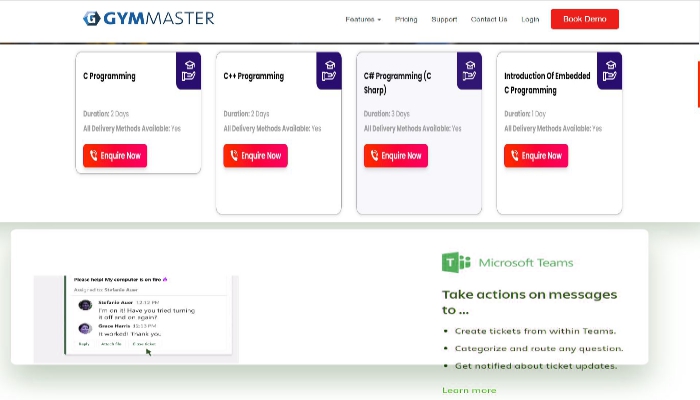 GYMMASTER
Features Pricing Support Contact Us Login Book Demo
C Programming
Duration: 2 Days
All Delivery Methods Available: Yes
Enquire Now
C++ Programming
Duration: 2 Days
All Delivery Methods Available: Yes
Enquire Now
C# Programming (C
Sharp)
Duration: 3 Days
All Delivery Methods Available: Yes
Enquire Now
Introduction Of Embedded
C Programming
Duration: 1 Day
All Delivery Methods Available: Yes
Enquire Now
Please help! My computer is on fire
Assigned to: Stefanie Auer
Stefanie Auer 12:12 PM
I'm on it! Have you tried turning
it off and on again?
Grace Harris 12:13 PM
It worked! Thank you.
Reply Attach file ticket
Microsoft Teams
Take actions on messages
to ...
• Create tickets from within Teams.
• Categorize and route any question.
• Get notified about ticket updates.
Learn more